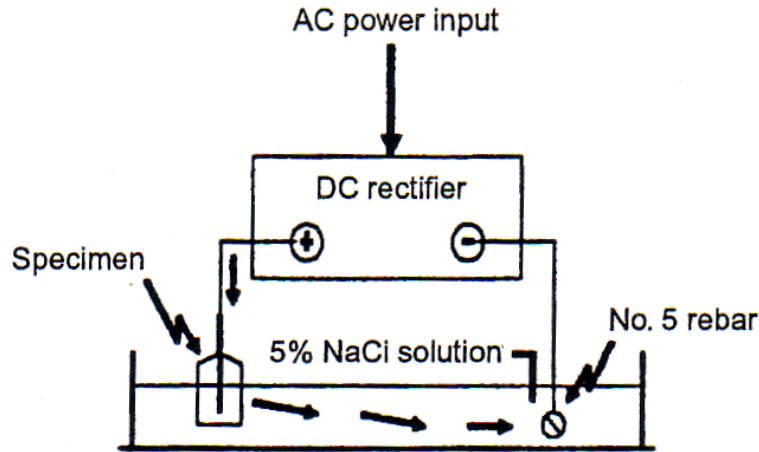 AC power input
DC rectifier
+ -
Specimen
No. 5 rebar
5% NaCi solution